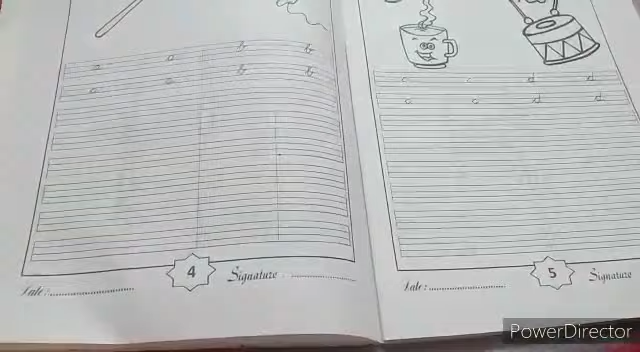 a a b b
a a b b
4
Date :
Signature
c c d d
c c d d
5
Date :
Signature
PowerDirector